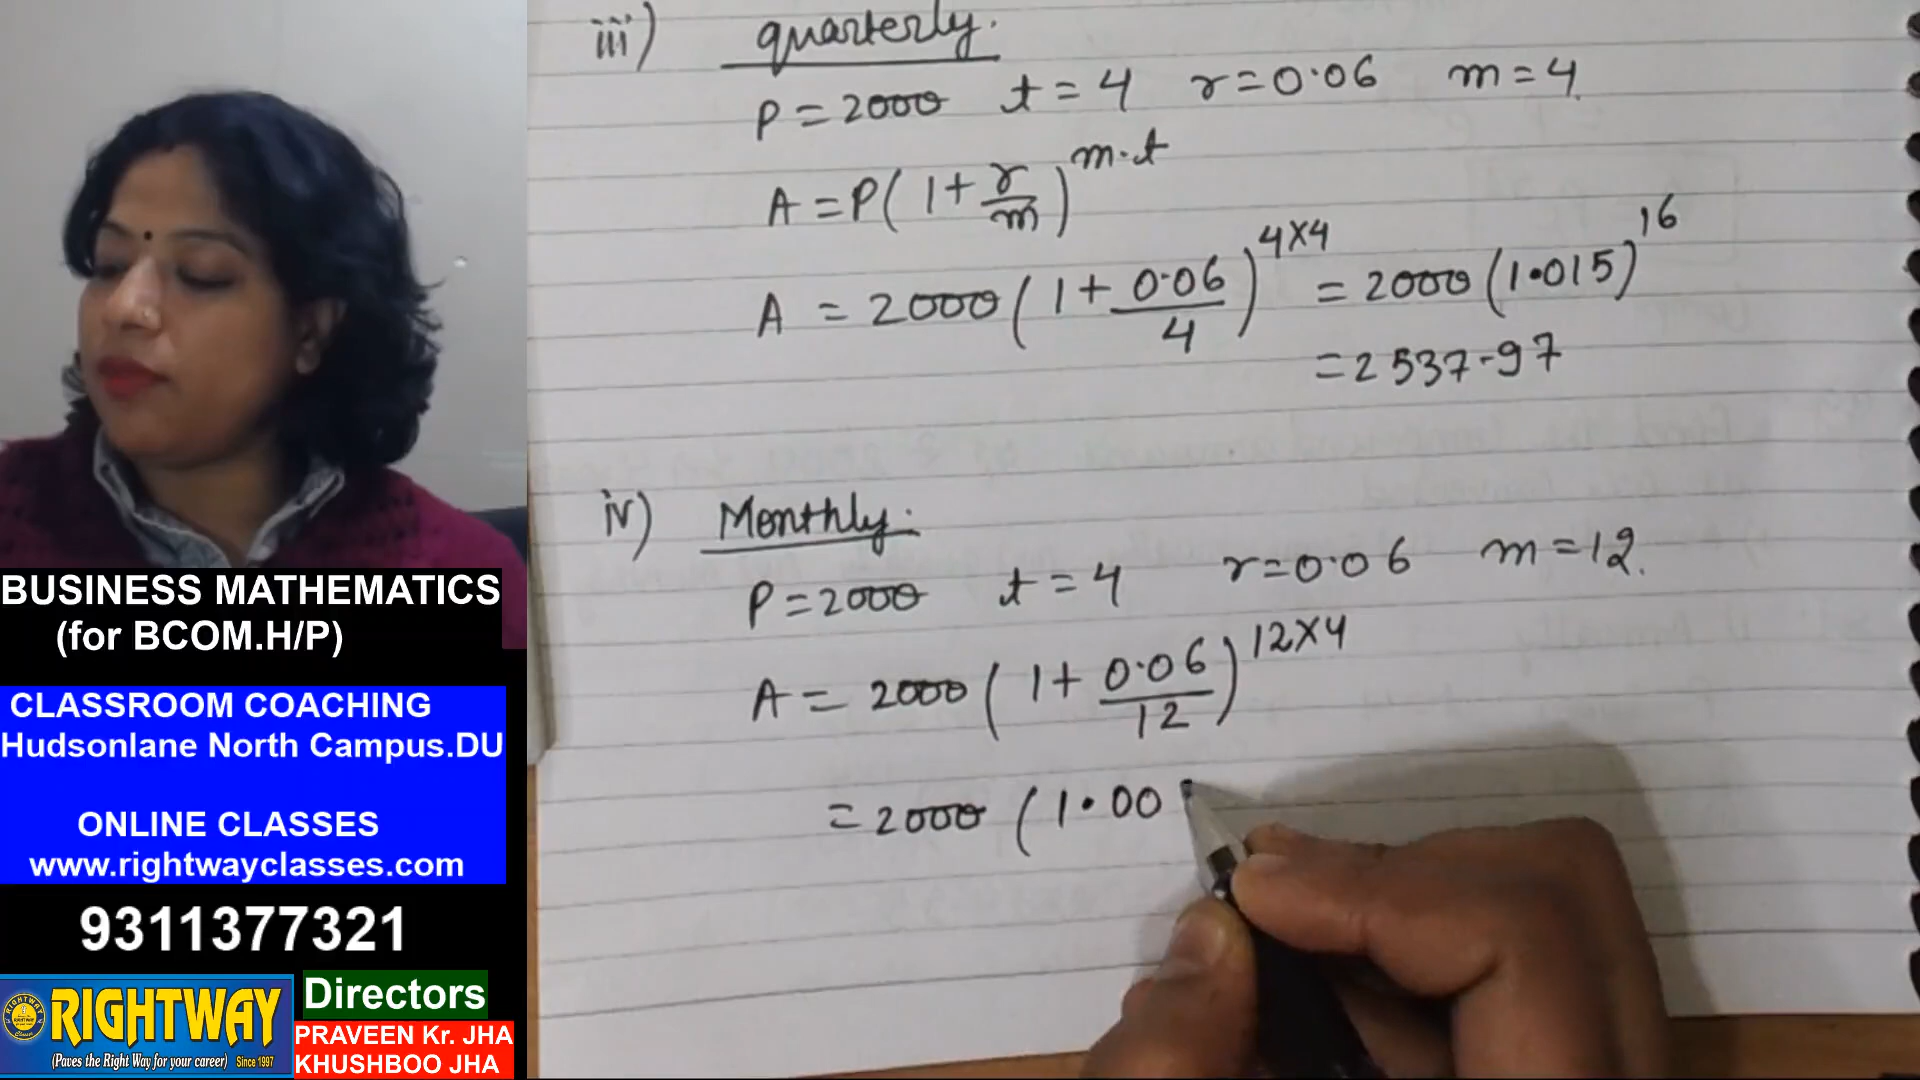 iii) quarterly.
P = 2000 t = 4 r = 0.06 m = 4.
A = P(1 + r/m)^m.t
A = 2000(1 + 0.06/4)^4×4 = 2000(1.015)^16
= 2537.97
iv) Monthly.
P = 2000 t = 4 r = 0.06 m = 12.
A = 2000(1 + 0.06/12)^12×4
= 2000(1.00
BUSINESS MATHEMATICS
(for BCOM.H/P)
CLASSROOM COACHING
Hudsonlane North Campus.DU
ONLINE CLASSES
www.rightwayclasses.com
9311377321
RIGHTWAY
(Paves the Right Way for your career) Since 1997
Directors
PRAVEEN Kr. JHA
KHUSHBOO JHA